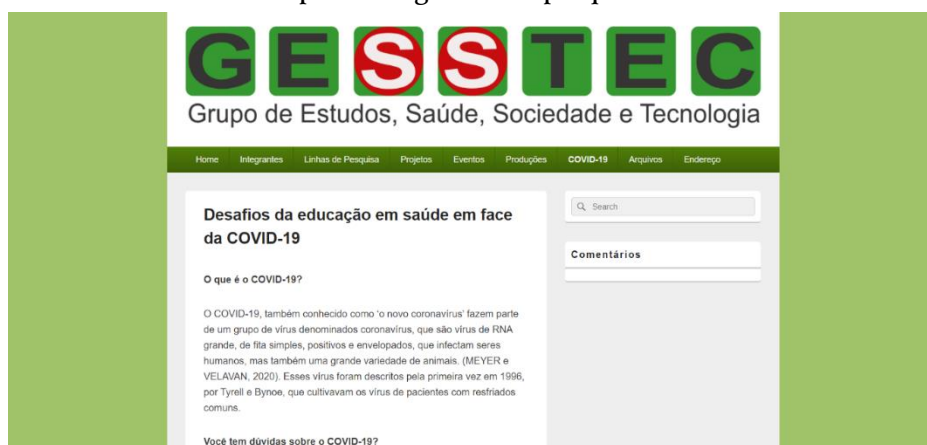 GESSTEC
Grupo de Estudos, Saúde, Sociedade e Tecnologia
Home Integrantes Linhas de Pesquisa Projetos Eventos Produções COVID-19 Arquivos Endereço
Desafios da educação em saúde em face
da COVID-19
O que é o COVID-19?
O COVID-19, também conhecido como 'o novo coronavírus' fazem parte
de um grupo de vírus denominados coronavírus, que são vírus de RNA
grande, de fita simples, positivos e envelopados, que infectam seres
humanos, mas também uma grande variedade de animais. (MEYER e
VELAVAN, 2020). Esses vírus foram descritos pela primeira vez em 1996,
por Tyrell e Bynoe, que cultivavam os vírus de pacientes com resfriados
comuns.
Você tem dúvidas sobre o COVID-19?
Search
Comentários